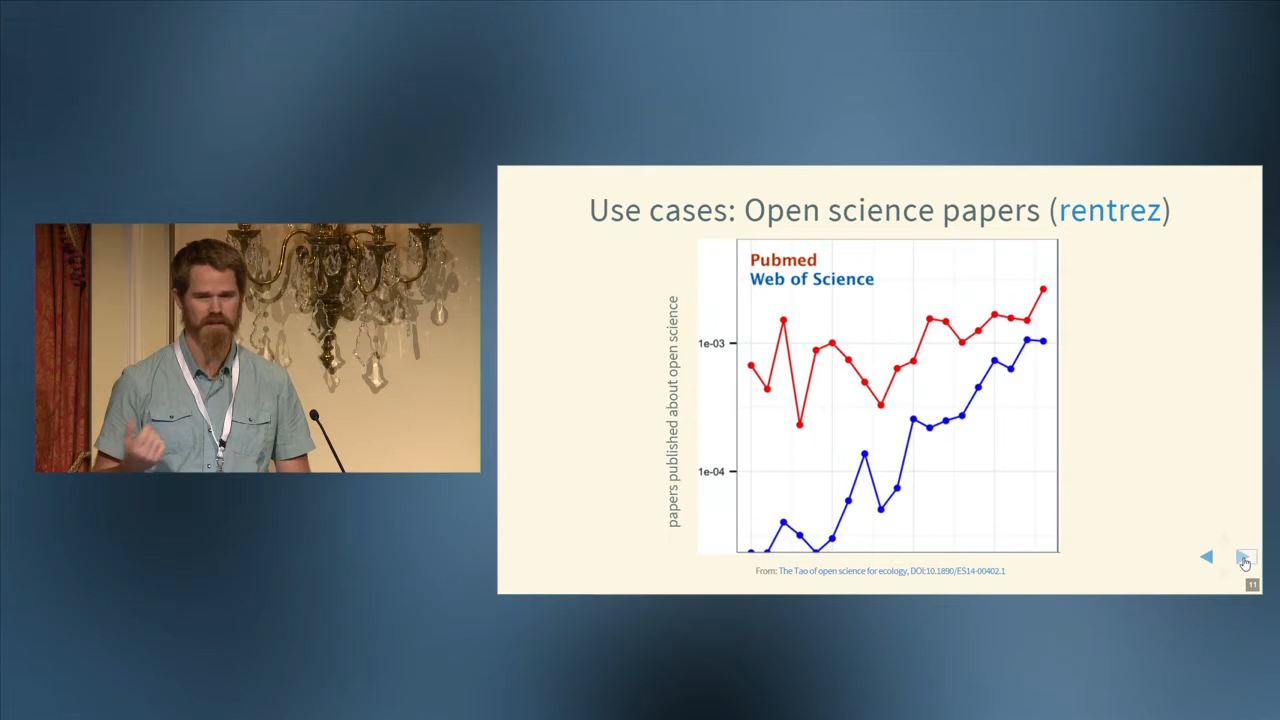 Use cases: Open science papers (rentrez)
Pubmed
Web of Science
papers published about open science
1e-03
1e-04
From: The Tao of open science for ecology, DOI:10.1890/ES14-00402.1
11